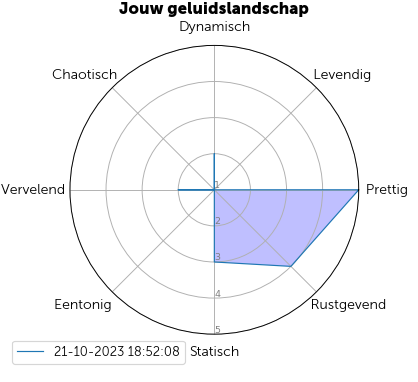 Jouw geluidslandschap
Dynamisch
Chaotisch
Levendig
Vervelend
1
Prettig
2
3
4
Eentonig
Rustgevend
5
21-10-2023 18:52:08
Statisch